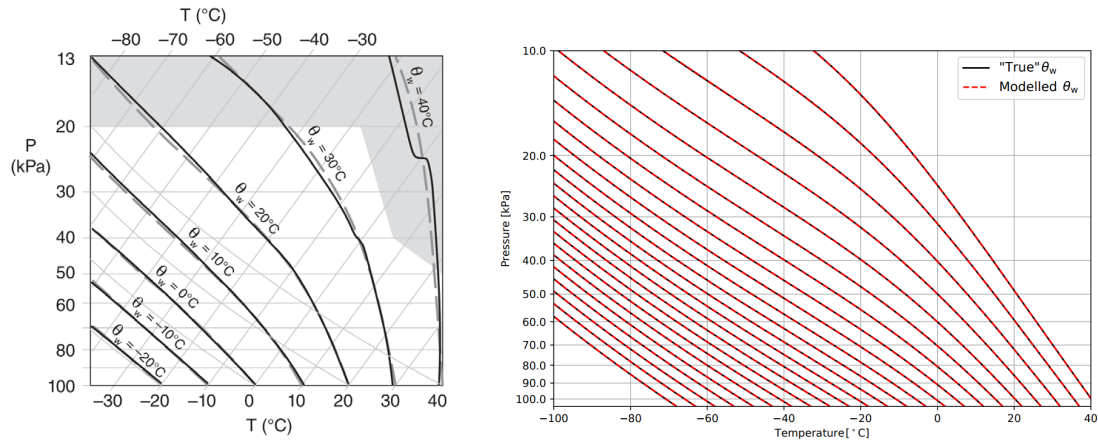 T (°C)
−80 −70 −60 −50 −40 −30
13
20
P
(kPa)
30
40
50
60
80
100
θw = 40°C
θw = 30°C
θw = 20°C
θw = 10°C
θw = 0°C
θw = −10°C
θw = −20°C
−30 −20 −10 0 10 20 30 40
T (°C)
10.0
20.0
30.0
40.0
50.0
60.0
70.0
80.0
90.0
100.0
Pressure [kPa]
"True" θw
Modelled θw
−100 −80 −60 −40 −20 0 20 40
Temperature[°C]